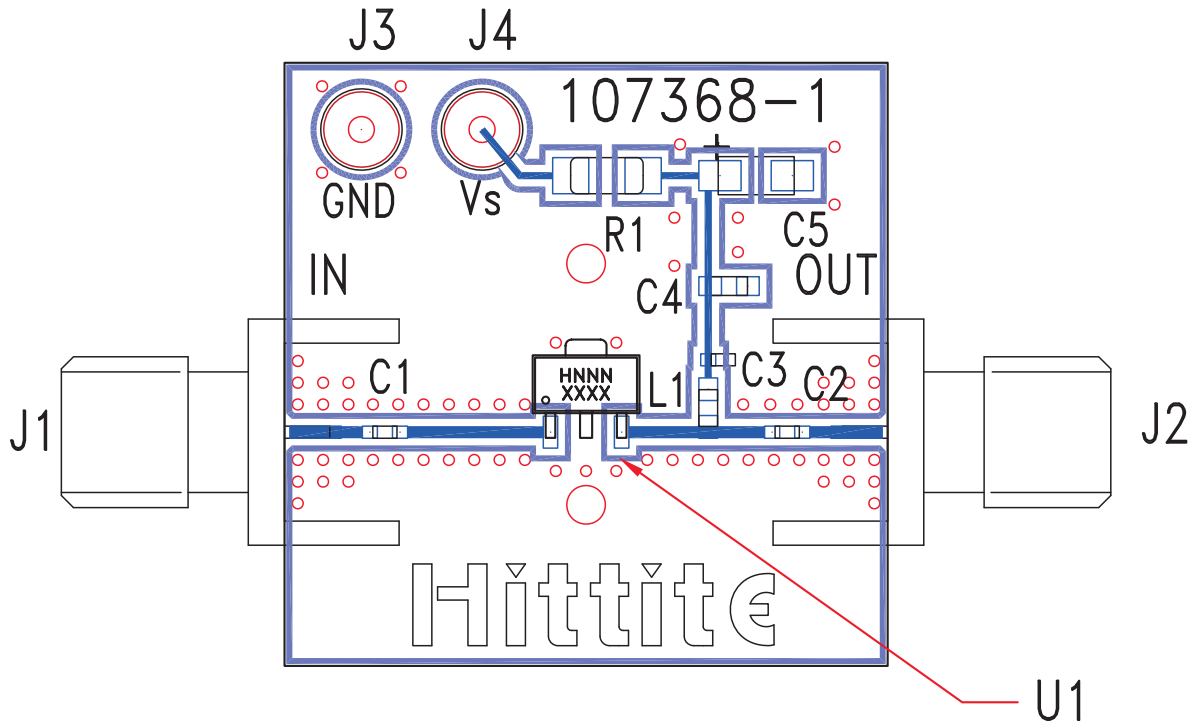 J3
J4
107368-1
GND
Vs
R1
C5
IN
OUT
C4
C1
HNNN
XXXX
L1
C3
C2
J1
J2
Hittite
U1